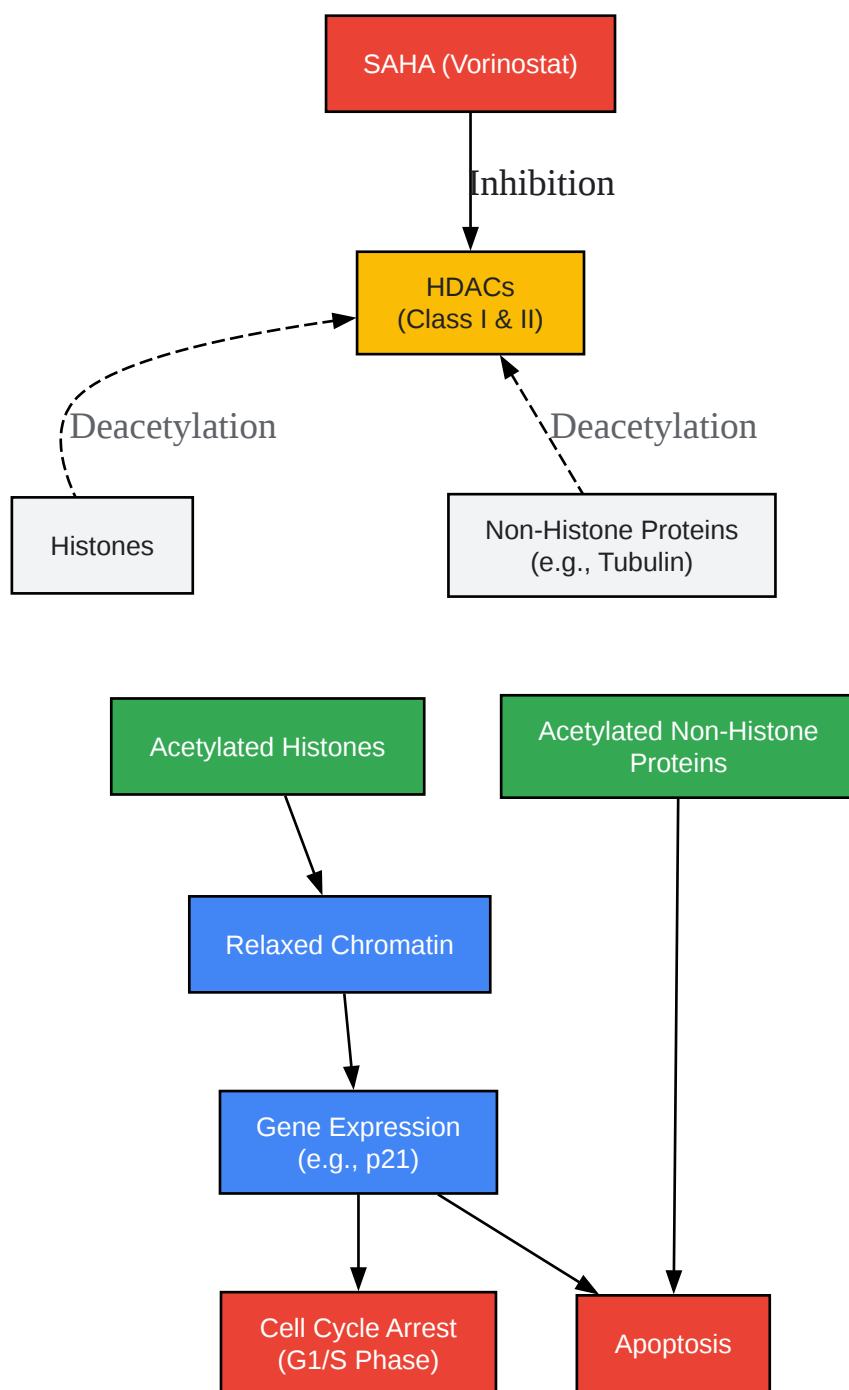 SAHA (Vorinostat)
Inhibition
HDACs
(Class I & II)
Deacetylation
Deacetylation
Histones
Non-Histone Proteins
(e.g., Tubulin)
Acetylated Histones
Acetylated Non-Histone
Proteins
Relaxed Chromatin
Gene Expression
(e.g., p21)
Cell Cycle Arrest
(G1/S Phase)
Apoptosis